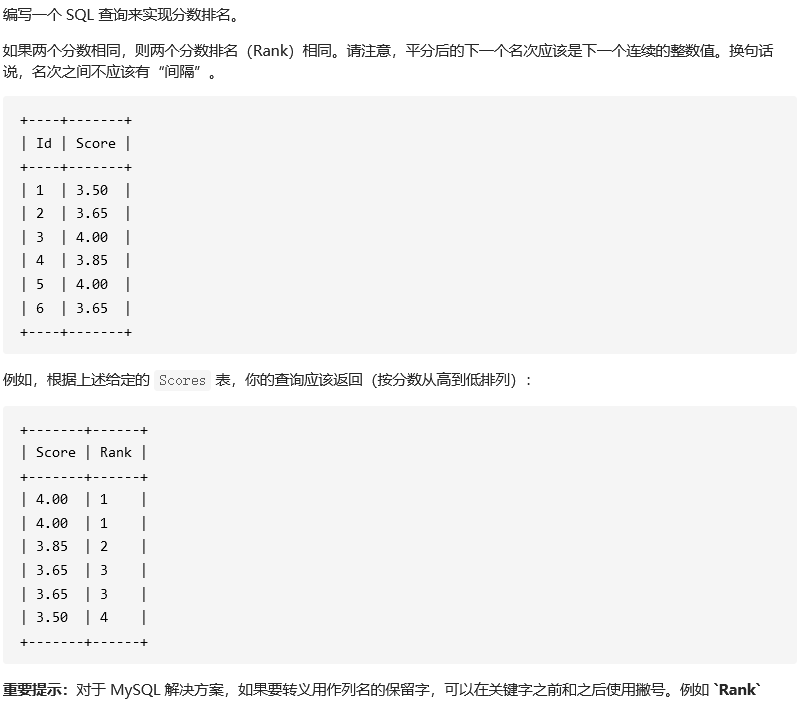 编写一个 SQL 查询来实现分数排名。
如果两个分数相同，则两个分数排名（Rank）相同。请注意，平分后的下一个名次应该是下一个连续的整数值。换句话
说，名次之间不应该有“间隔”。
+----+-------+
| Id | Score |
+----+-------+
| 1  | 3.50  |
| 2  | 3.65  |
| 3  | 4.00  |
| 4  | 3.85  |
| 5  | 4.00  |
| 6  | 3.65  |
+----+-------+
例如，根据上述给定的 Scores 表，你的查询应该返回（按分数从高到低排列）：
+-------+------+
| Score | Rank |
+-------+------+
| 4.00  | 1    |
| 4.00  | 1    |
| 3.85  | 2    |
| 3.65  | 3    |
| 3.65  | 3    |
| 3.50  | 4    |
+-------+------+
重要提示：对于 MySQL 解决方案，如果要转义用作列名的保留字，可以在关键字之前和之后使用撇号。例如 `Rank`